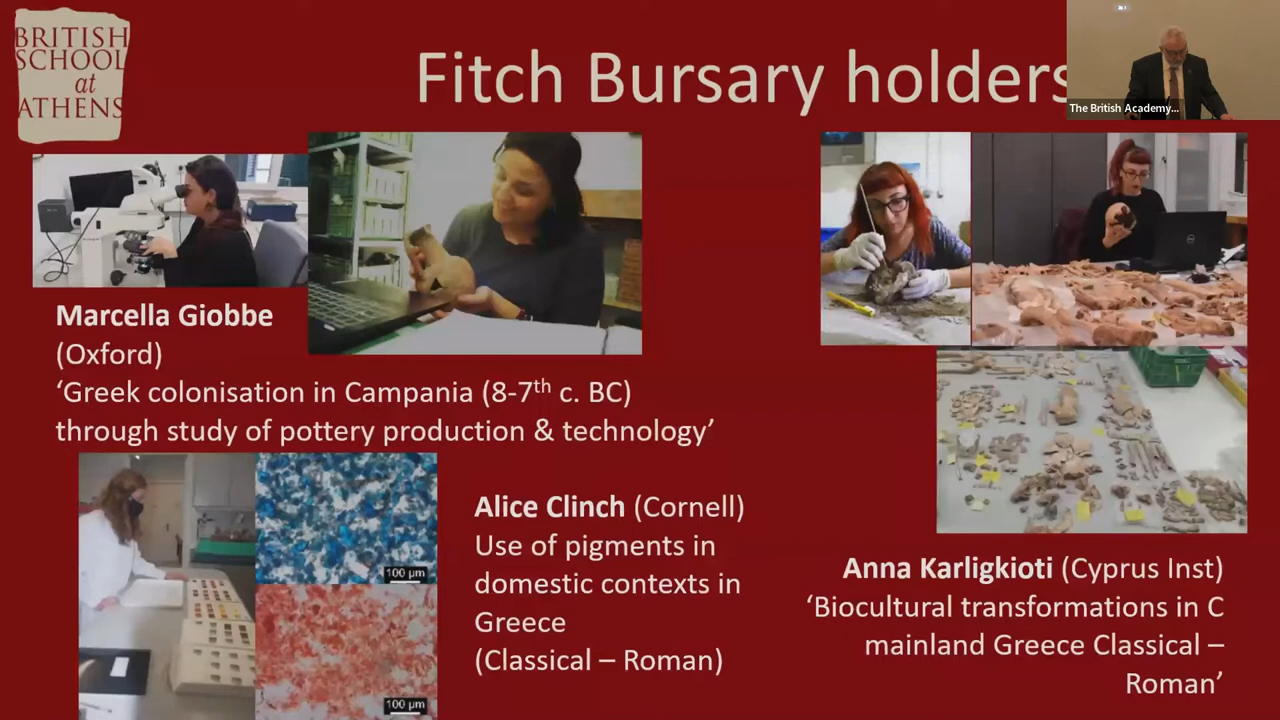 BRITISH
SCHOOL
at
ATHENS
Fitch Bursary holders
The British Academy...
Marcella Giobbe
(Oxford)
‘Greek colonisation in Campania (8-7th c. BC)
through study of pottery production & technology’
100 µm
100 µm
Alice Clinch (Cornell)
Use of pigments in
domestic contexts in
Greece
(Classical – Roman)
Anna Karligkioti (Cyprus Inst)
‘Biocultural transformations in C
mainland Greece Classical –
Roman’